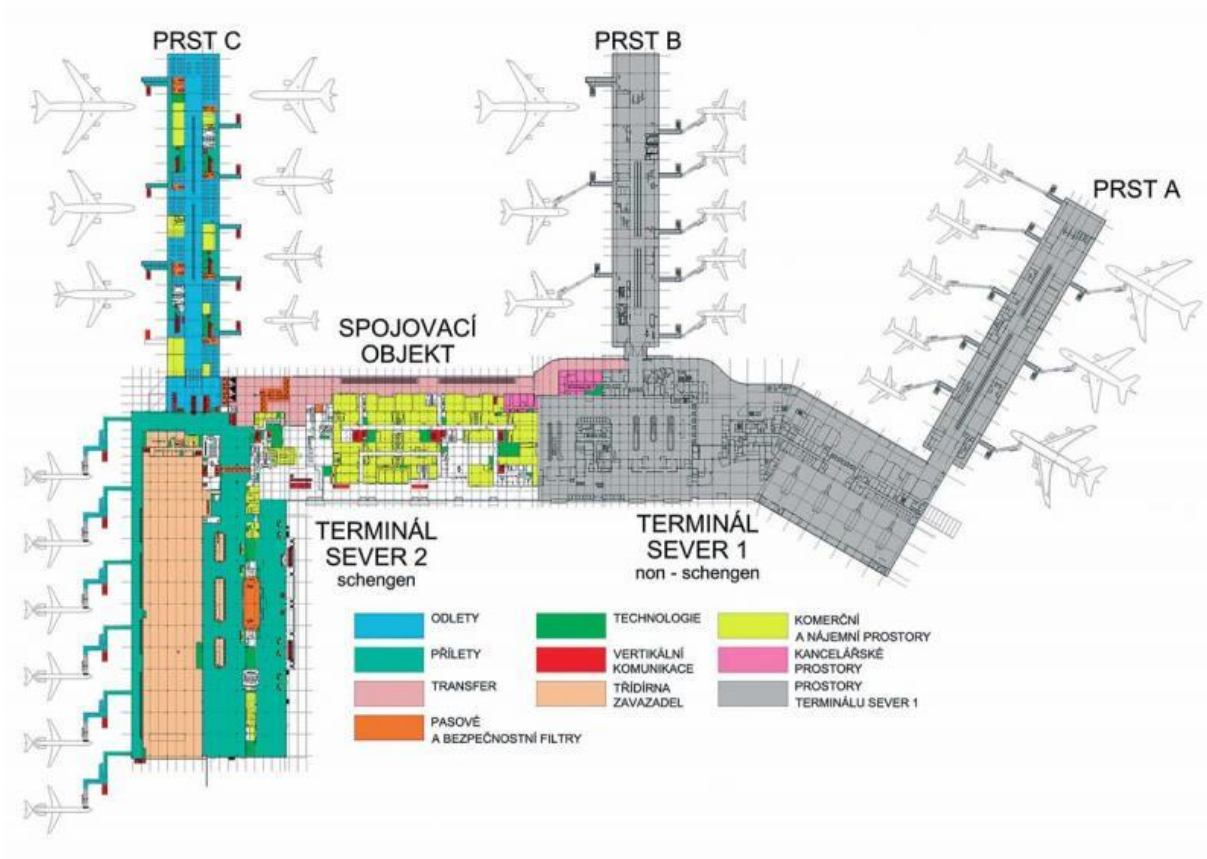 PRST C
PRST B
PRST A
SPOJOVACÍ
OBJEKT
TERMINÁL
SEVER 2
schengen
TERMINÁL
SEVER 1
non - schengen
ODLETY
PŘÍLETY
TRANSFER
PASOVÉ
A BEZPEČNOSTNÍ FILTRY
TECHNOLOGIE
VERTIKÁLNÍ
KOMUNIKACE
TŘÍDÍRNA
ZAVAZADEL
KOMERČNÍ
A NÁJEMNÍ PROSTORY
KANCELÁŘSKÉ
PROSTORY
PROSTORY
TERMINÁLU SEVER 1